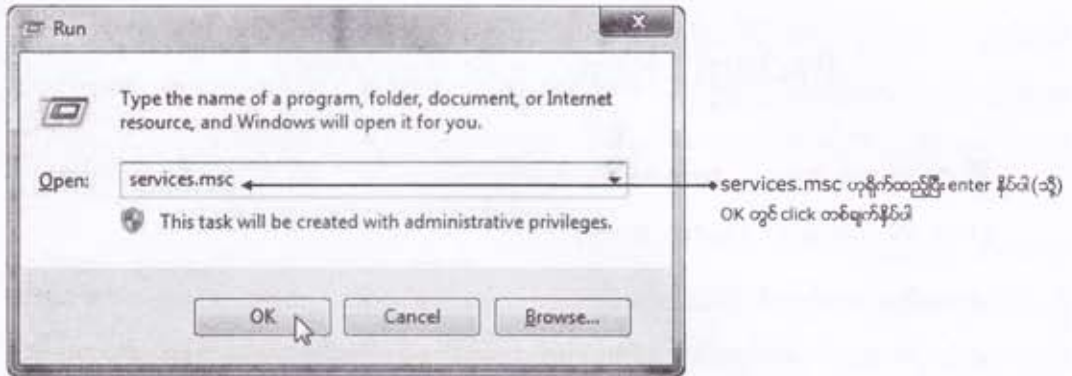 Run
Type the name of a program, folder, document, or Internet
resource, and Windows will open it for you.
Open: services.msc
services.msc ဟုရိုက်ထည့်ပြီး enter နှိပ်ပါ (သို့)
OK တွင် click တစ်ချက်နှိပ်ပါ
This task will be created with administrative privileges.
OK Cancel Browse...